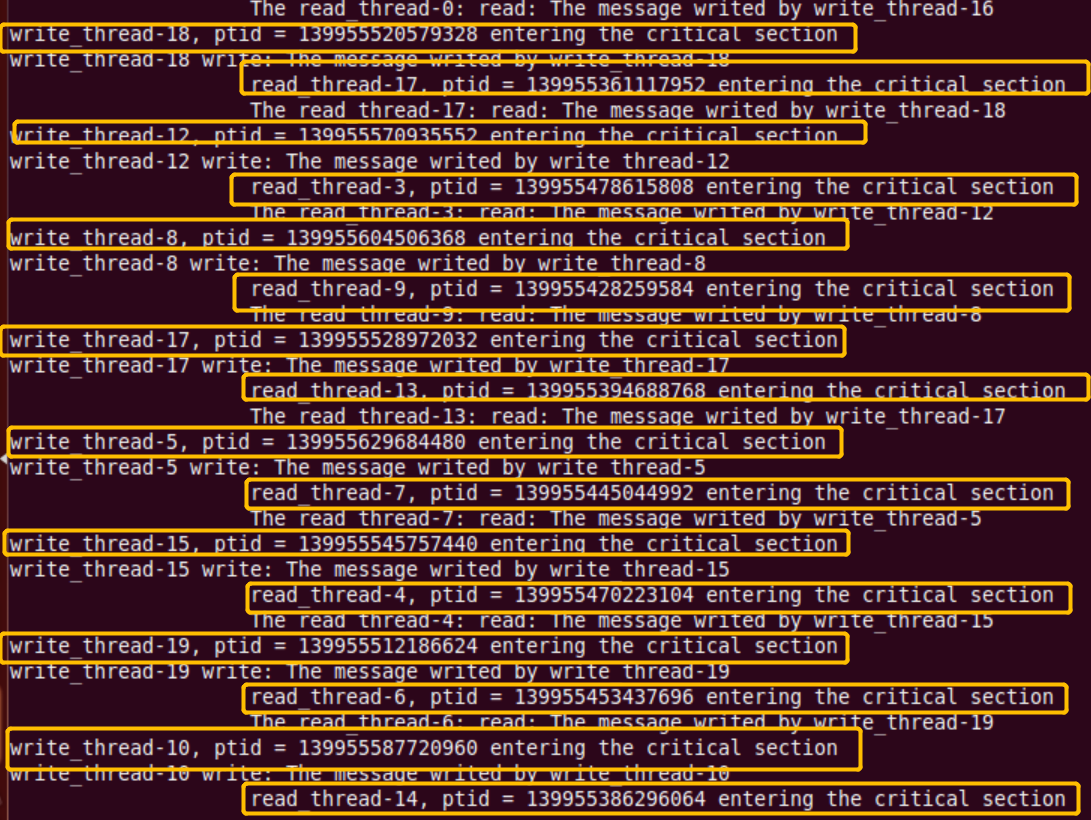 The read_thread-0: read: The message writed by write_thread-16
write_thread-18, ptid = 139955520579328 entering the critical section
write_thread-18 write: The message writed by write_thread-18
read_thread-17, ptid = 139955361117952 entering the critical section
The read_thread-17: read: The message writed by write_thread-18
write_thread-12, ptid = 139955570935552 entering the critical section
write_thread-12 write: The message writed by write_thread-12
read_thread-3, ptid = 139955478615808 entering the critical section
The read_thread-3: read: The message writed by write_thread-12
write_thread-8, ptid = 139955604506368 entering the critical section
write_thread-8 write: The message writed by write_thread-8
read_thread-9, ptid = 139955428259584 entering the critical section
The read_thread-9: read: The message writed by write_thread-8
write_thread-17, ptid = 139955528972032 entering the critical section
write_thread-17 write: The message writed by write_thread-17
read_thread-13, ptid = 139955394688768 entering the critical section
The read_thread-13: read: The message writed by write_thread-17
write_thread-5, ptid = 139955629684480 entering the critical section
write_thread-5 write: The message writed by write_thread-5
read_thread-7, ptid = 139955445044992 entering the critical section
The read_thread-7: read: The message writed by write_thread-5
write_thread-15, ptid = 139955545757440 entering the critical section
write_thread-15 write: The message writed by write_thread-15
read_thread-4, ptid = 139955470223104 entering the critical section
The read_thread-4: read: The message writed by write_thread-15
write_thread-19, ptid = 139955512186624 entering the critical section
write_thread-19 write: The message writed by write_thread-19
read_thread-6, ptid = 139955453437696 entering the critical section
The read_thread-6: read: The message writed by write_thread-19
write_thread-10, ptid = 139955587720960 entering the critical section
write_thread-10 write: The message writed by write_thread-10
read_thread-14, ptid = 139955386296064 entering the critical section